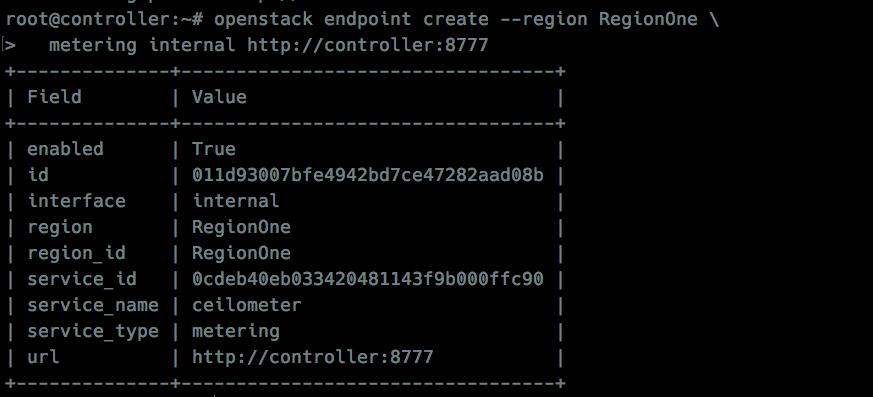 root@controller:~# openstack endpoint create --region RegionOne \
>   metering internal http://controller:8777
+--------------+----------------------------------+
| Field        | Value                            |
+--------------+----------------------------------+
| enabled      | True                             |
| id           | 011d93007bfe4942bd7ce47282aad08b |
| interface    | internal                         |
| region       | RegionOne                        |
| region_id    | RegionOne                        |
| service_id   | 0cdeb40eb033420481143f9b000ffc90 |
| service_name | ceilometer                       |
| service_type | metering                         |
| url          | http://controller:8777           |
+--------------+----------------------------------+